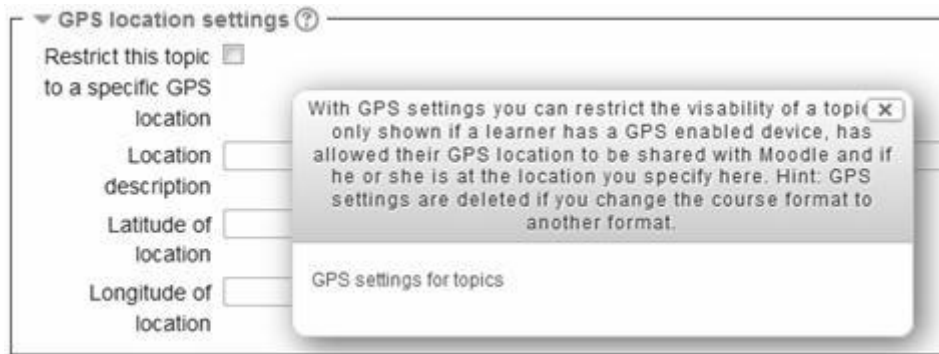 GPS location settings
Restrict this topic
to a specific GPS
location
Location
description
Latitude of
location
Longitude of
location
With GPS settings you can restrict the visability of a topic
only shown if a learner has a GPS enabled device, has
allowed their GPS location to be shared with Moodle and if
he or she is at the location you specify here. Hint: GPS
settings are deleted if you change the course format to
another format.
GPS settings for topics